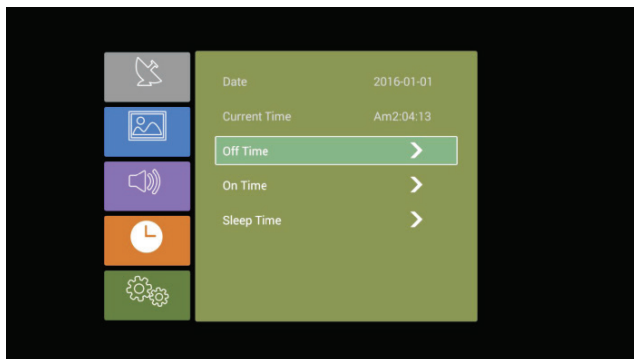 Date 2016-01-01
Current Time Am2:04:13
Off Time
On Time
Sleep Time